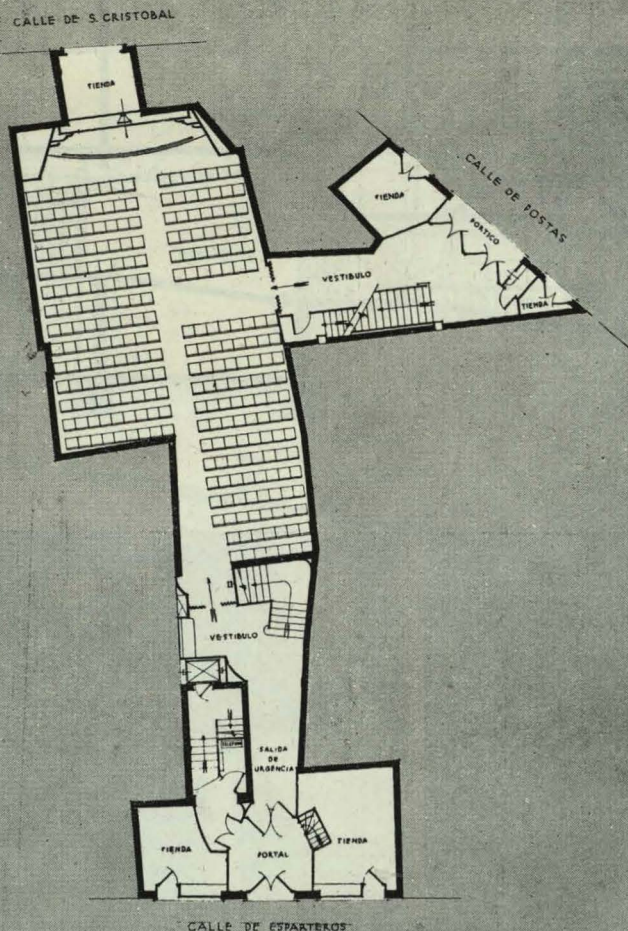 CALLE DE S. CRISTOBAL
TIENDA
CALLE DE POSTAS
TIENDA
PORTICO
VESTIBULO
TIENDA
VESTIBULO
SALIDA
DE
URGENCIA
TIENDA
PORTAL
TIENDA
CALLE DE ESPARTEROS